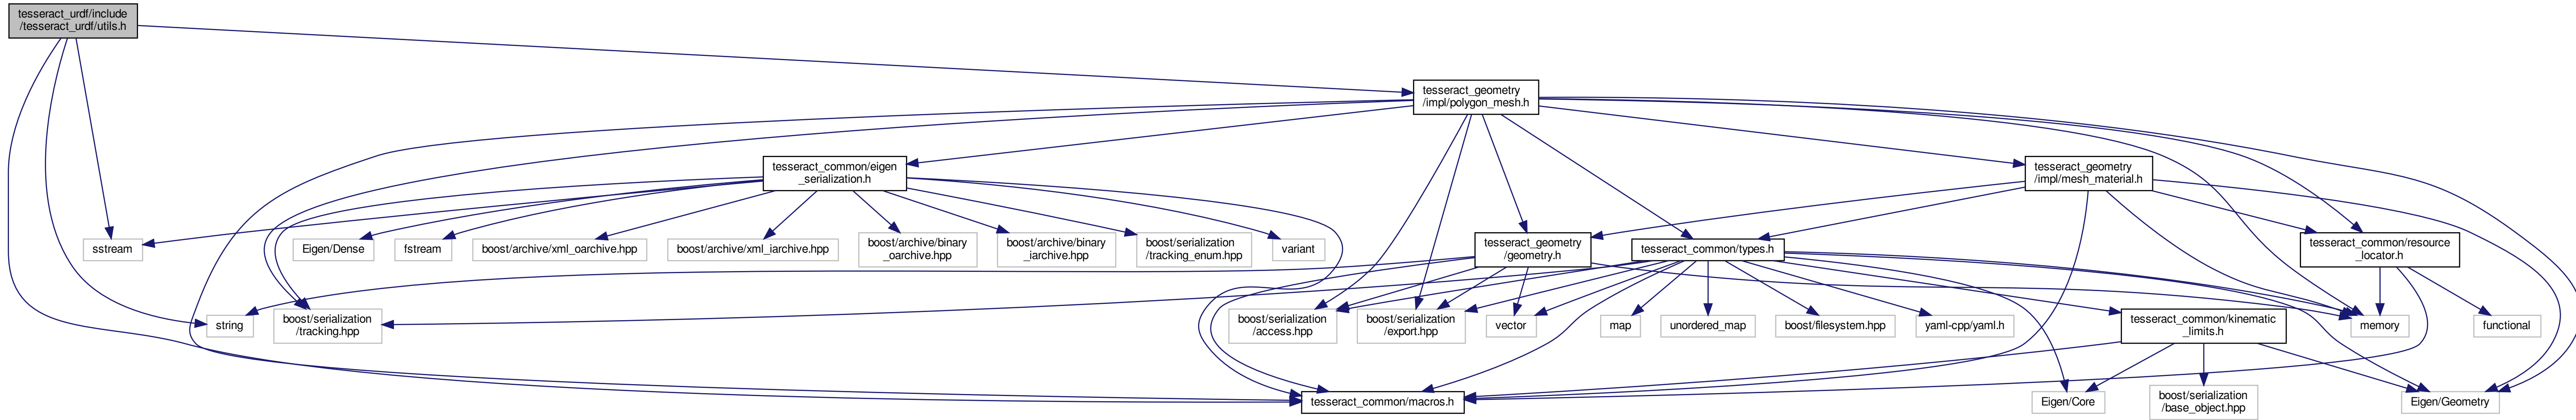 tesseract_urdf/include
/tesseract_urdf/utils.h
tesseract_geometry
/impl/polygon_mesh.h
tesseract_common/eigen
_serialization.h
tesseract_geometry
/impl/mesh_material.h
sstream
Eigen/Dense
fstream
boost/archive/xml_oarchive.hpp
boost/archive/xml_iarchive.hpp
boost/archive/binary
_oarchive.hpp
boost/archive/binary
_iarchive.hpp
boost/serialization
/tracking_enum.hpp
variant
tesseract_geometry
/geometry.h
tesseract_common/types.h
tesseract_common/resource
_locator.h
string
boost/serialization
/tracking.hpp
boost/serialization
/access.hpp
boost/serialization
/export.hpp
vector
map
unordered_map
boost/filesystem.hpp
yaml-cpp/yaml.h
tesseract_common/kinematic
_limits.h
memory
functional
tesseract_common/macros.h
Eigen/Core
boost/serialization
/base_object.hpp
Eigen/Geometry